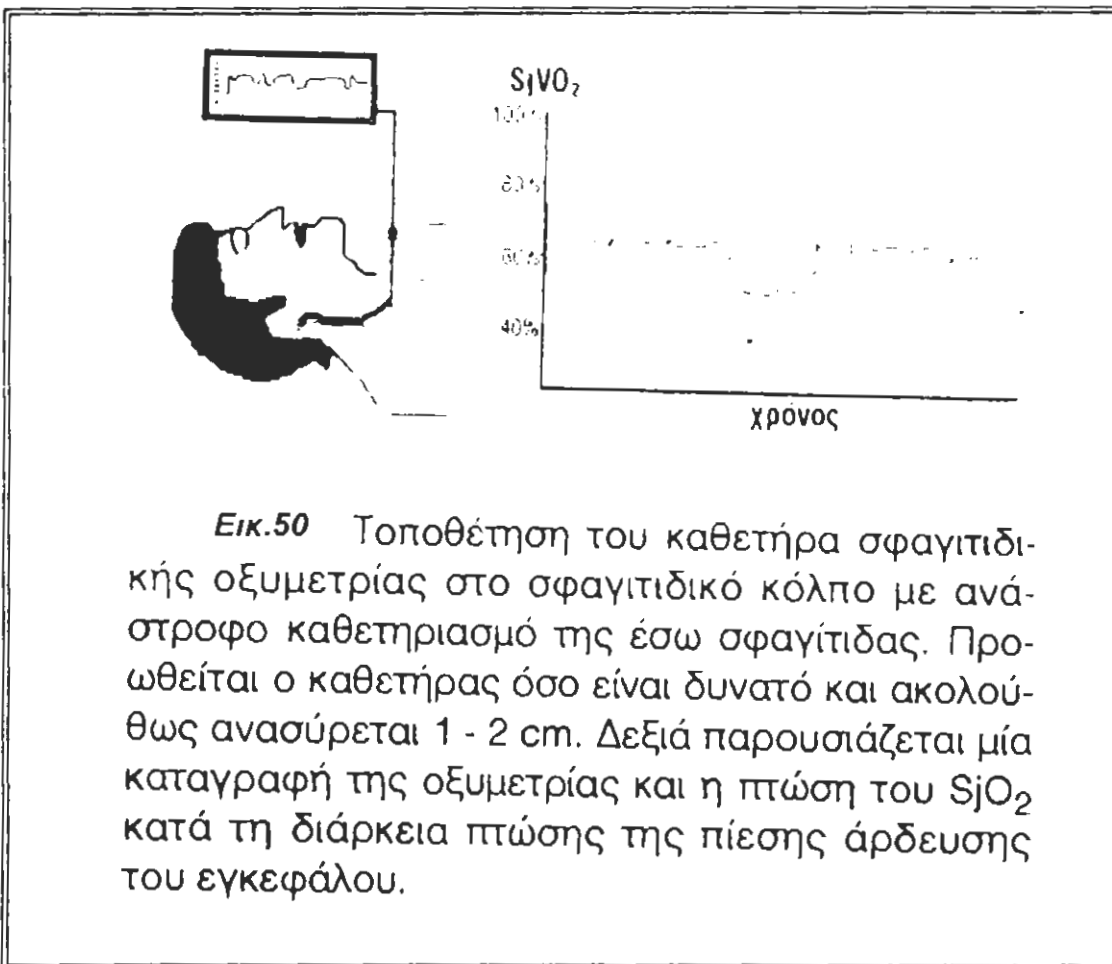 SjVO₂
100%
80%
60%
40%
χρόνος
Εικ.50 Τοποθέτηση του καθετήρα σφαγιτιδι-
κής οξυμετρίας στο σφαγιτιδικό κόλπο με ανά-
στροφο καθετηριασμό της έσω σφαγίτιδας. Προ-
ωθείται ο καθετήρας όσο είναι δυνατό και ακολού-
θως ανασύρεται 1 - 2 cm. Δεξιά παρουσιάζεται μία
καταγραφή της οξυμετρίας και η πτώση του SjO₂
κατά τη διάρκεια πτώσης της πίεσης άρδευσης
του εγκεφάλου.